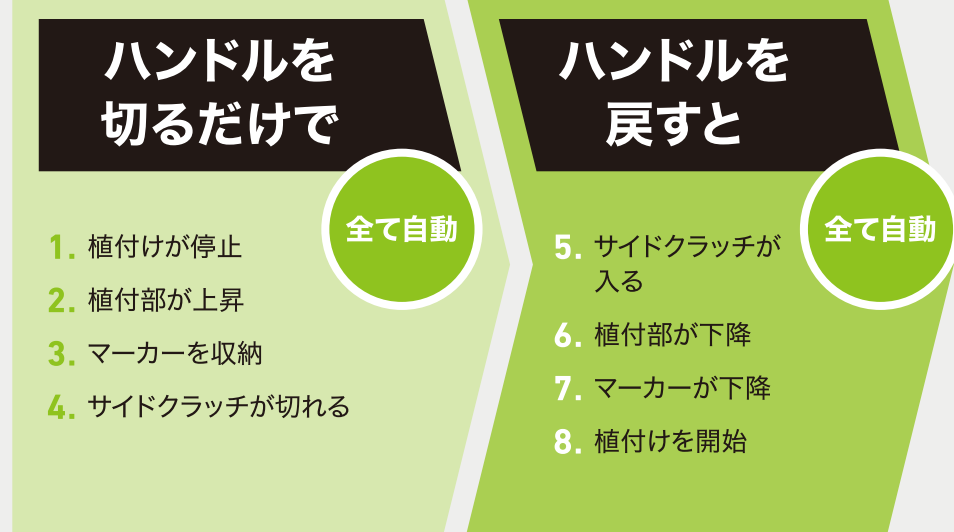 ハンドルを
切るだけで
全て自動
1. 植付けが停止
2. 植付部が上昇
3. マーカーを収納
4. サイドクラッチが切れる
ハンドルを
戻すと
全て自動
5. サイドクラッチが
入る
6. 植付部が下降
7. マーカーが下降
8. 植付けを開始